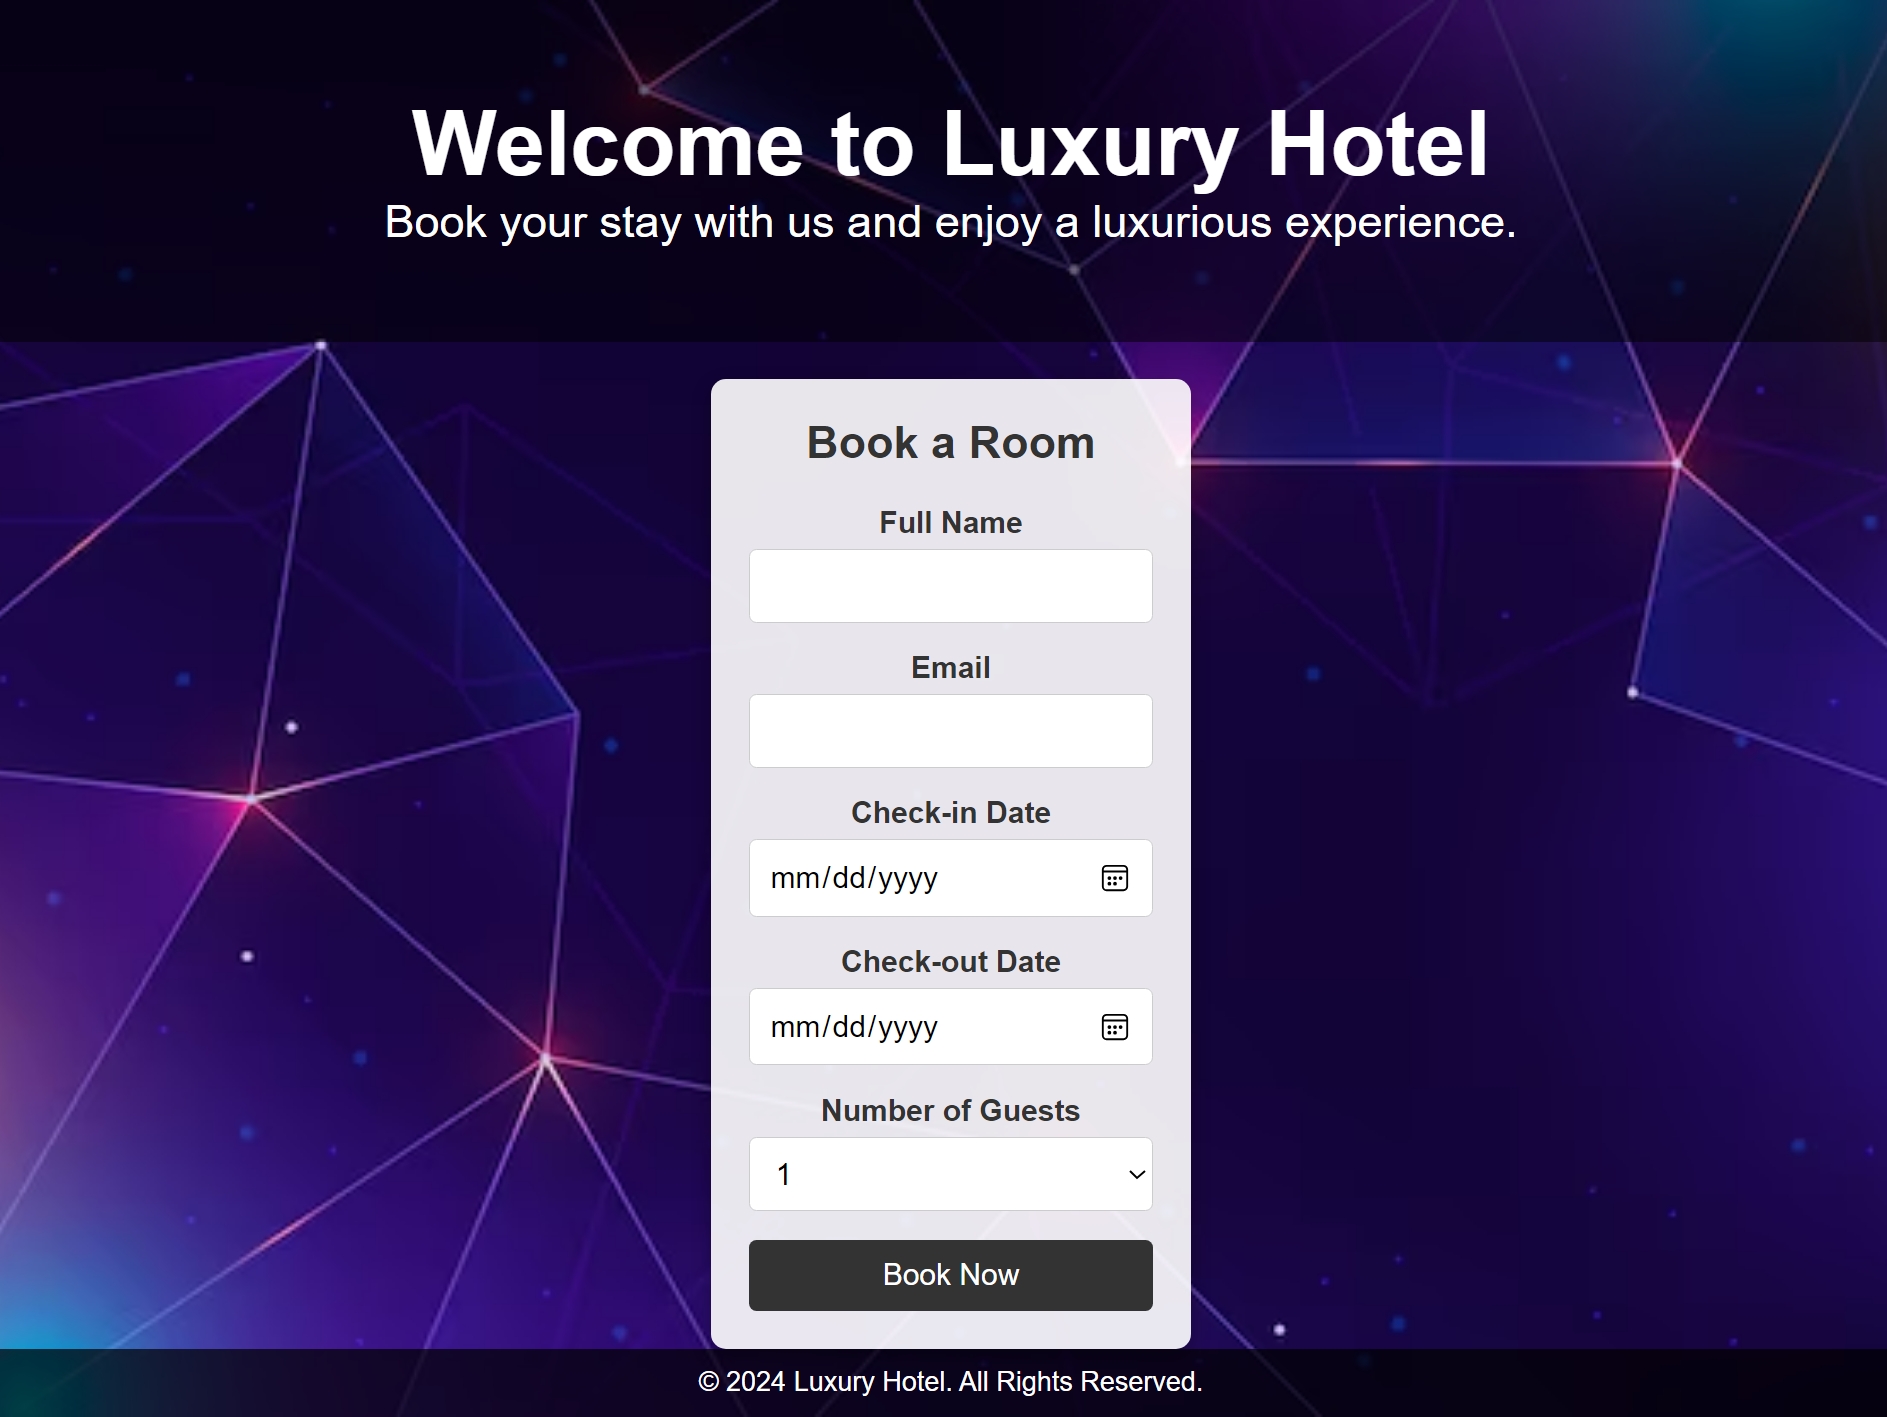 Welcome to Luxury Hotel
Book your stay with us and enjoy a luxurious experience.
Book a Room
Full Name
Email
Check-in Date
mm/dd/yyyy
Check-out Date
mm/dd/yyyy
Number of Guests
1
Book Now
© 2024 Luxury Hotel. All Rights Reserved.